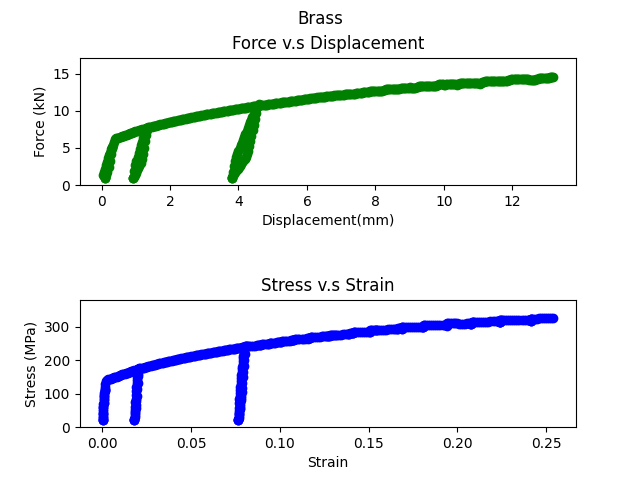 Brass
Force v.s Displacement
Force (kN)
15
10
5
0
0 2 4 6 8 10 12
Displacement(mm)
Stress v.s Strain
Stress (MPa)
300
200
100
0
0.00 0.05 0.10 0.15 0.20 0.25
Strain